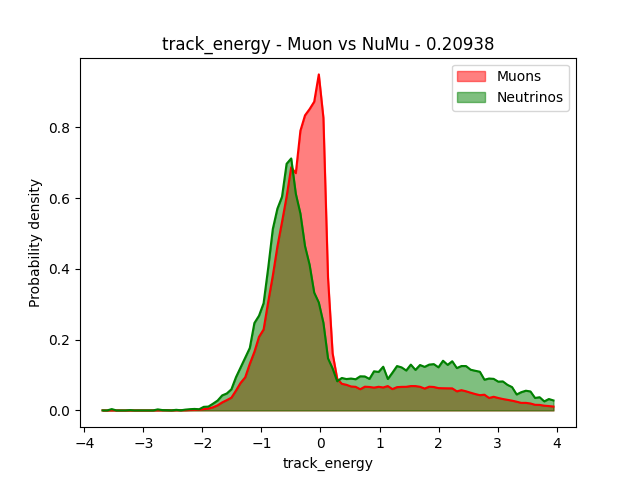 track_energy - Muon vs NuMu - 0.20938
Muons
Neutrinos
Probability density
0.8
0.6
0.4
0.2
0.0
−4
−3
−2
−1
0
1
2
3
4
track_energy